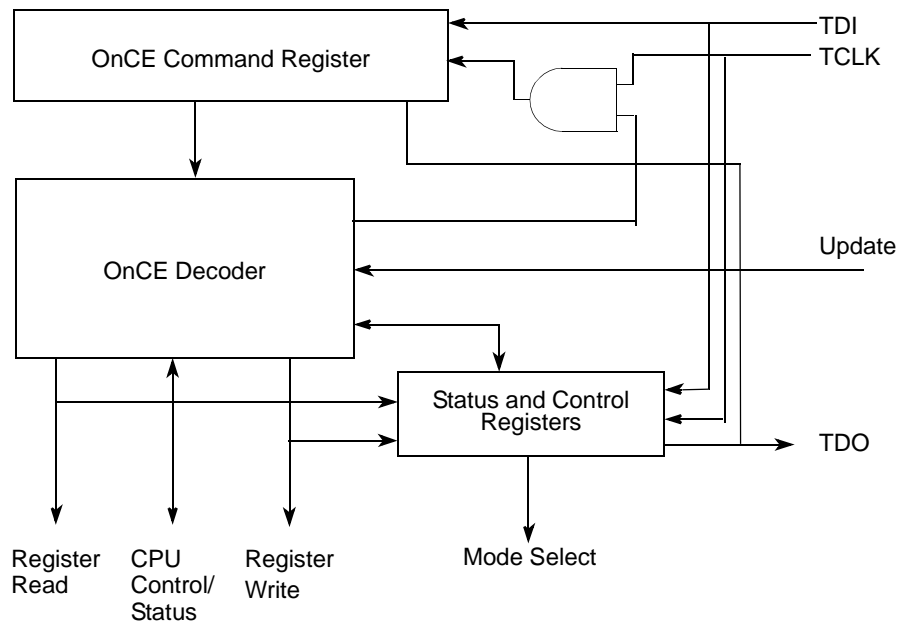 OnCE Command Register
TDI
TCLK
OnCE Decoder
Update
Status and Control
Registers
TDO
Register
Read
CPU
Control/
Status
Register
Write
Mode Select